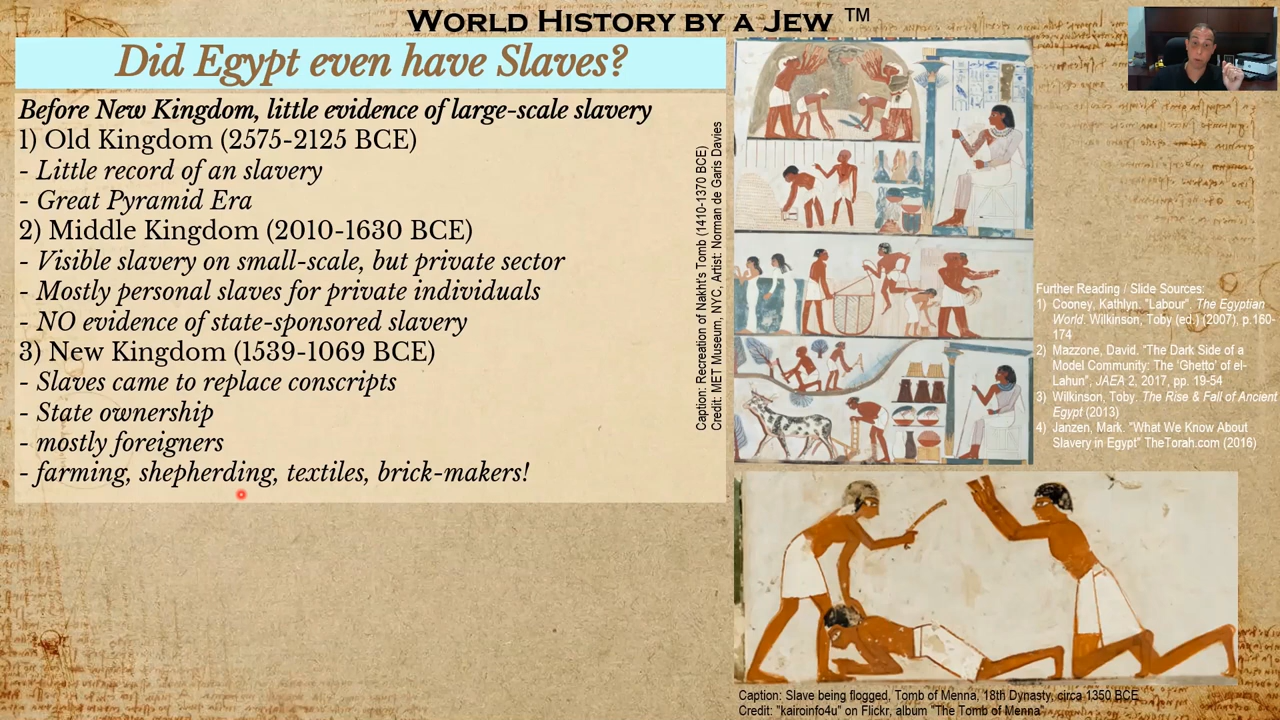 WORLD HISTORY BY A JEW ™
Did Egypt even have Slaves?
Before New Kingdom, little evidence of large-scale slavery
1) Old Kingdom (2575-2125 BCE)
- Little record of an slavery
- Great Pyramid Era
2) Middle Kingdom (2010-1630 BCE)
- Visible slavery on small-scale, but private sector
- Mostly personal slaves for private individuals
- NO evidence of state-sponsored slavery
3) New Kingdom (1539-1069 BCE)
- Slaves came to replace conscripts
- State ownership
- mostly foreigners
- farming, shepherding, textiles, brick-makers!
Caption: Recreation of Nakht's Tomb (1410-1370 BCE)
Credit: MET Museum, NYC, Artist: Norman de Garis Davies
Further Reading / Slide Sources:
1) Cooney, Kathlyn. "Labour". The Egyptian
World. Wilkinson, Toby (ed.) (2007), p.160-
174
2) Mazzone, David. "The Dark Side of a
Model Community: The 'Ghetto' of el-
Lahun", JAEA 2, 2017, pp. 19-54
3) Wilkinson, Toby. The Rise & Fall of Ancient
Egypt (2013)
4) Janzen, Mark. "What We Know About
Slavery in Egypt" TheTorah.com (2016)
Caption: Slave being flogged, Tomb of Menna, 18th Dynasty, circa 1350 BCE
Credit: "kairoinfo4u" on Flickr, album "The Tomb of Menna"